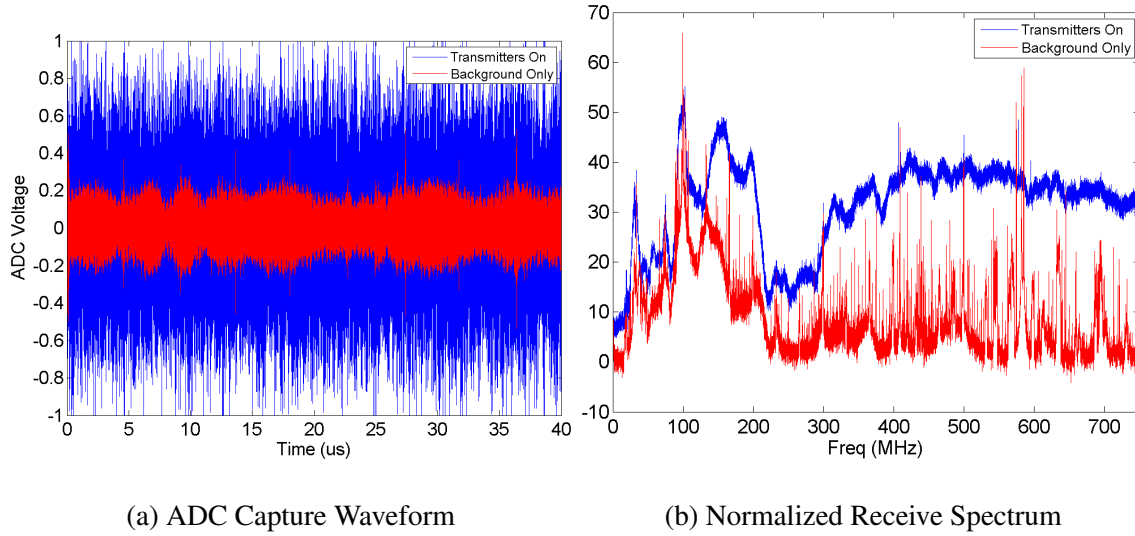 1
0.8
0.6
0.4
0.2
0
-0.2
-0.4
-0.6
-0.8
-1
ADC Voltage
Transmitters On
Background Only
0 5 10 15 20 25 30 35 40
Time (us)
(a) ADC Capture Waveform
70
60
50
40
30
20
10
0
-10
Transmitters On
Background Only
0 100 200 300 400 500 600 700
Freq (MHz)
(b) Normalized Receive Spectrum